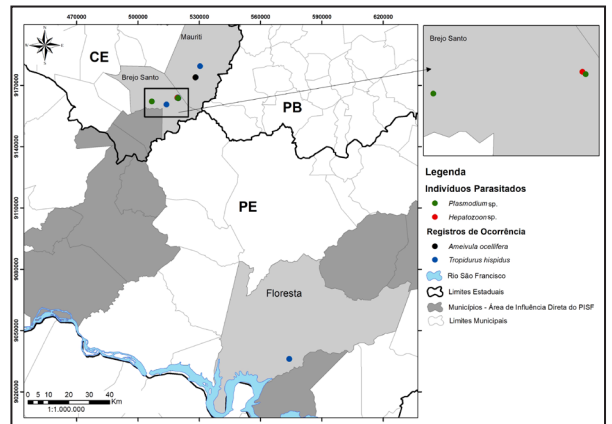 470000 500000 530000 560000 590000 620000
9170000
9140000
9110000
9080000
9050000
9020000
N
CE
Mauriti
Brejo Santo
PB
PE
Floresta
0 5 10 20 30 40
Km
1:1.000.000
Brejo Santo
Legenda
Indivíduos Parasitados
Plasmodium sp.
Hepatozoon sp.
Registros de Ocorrência
Ameivula ocellifera
Tropidurus hispidus
Rio São Francisco
Limites Estaduais
Municípios - Área de Influência Direta do PISF
Limites Municipais